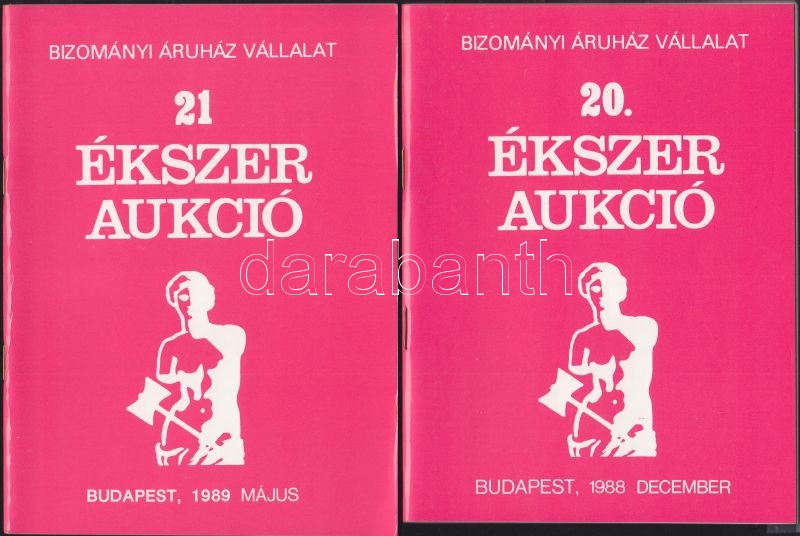 BIZOMÁNYI ÁRUHÁZ VÁLLALAT
21
ÉKSZER
AUKCIÓ
BUDAPEST, 1989 MÁJUS
BIZOMÁNYI ÁRUHÁZ VÁLLALAT
20.
ÉKSZER
AUKCIÓ
BUDAPEST, 1988 DECEMBER
darabanth